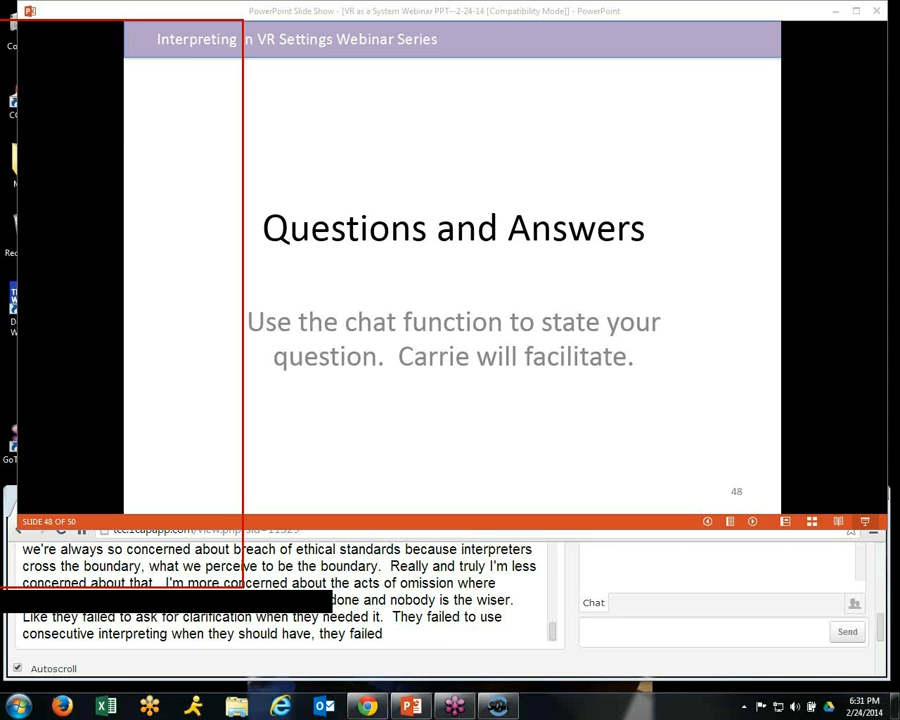 PowerPoint Slide Show - [VR as a System Webinar PPT--2-24-14 [Compatibility Mode]] - PowerPoint
Interpreting in VR Settings Webinar Series
Questions and Answers
Use the chat function to state your
question. Carrie will facilitate.
48
SLIDE 48 OF 50
we're always so concerned about breach of ethical standards because interpreters
cross the boundary, what we perceive to be the boundary. Really and truly I'm less
concerned about that. I'm more concerned about the acts of omission where
done and nobody is the wiser.
Like they failed to ask for clarification when they needed it. They failed to use
consecutive interpreting when they should have, they failed
Autoscroll
Chat
Send
6:31 PM
2/24/2014